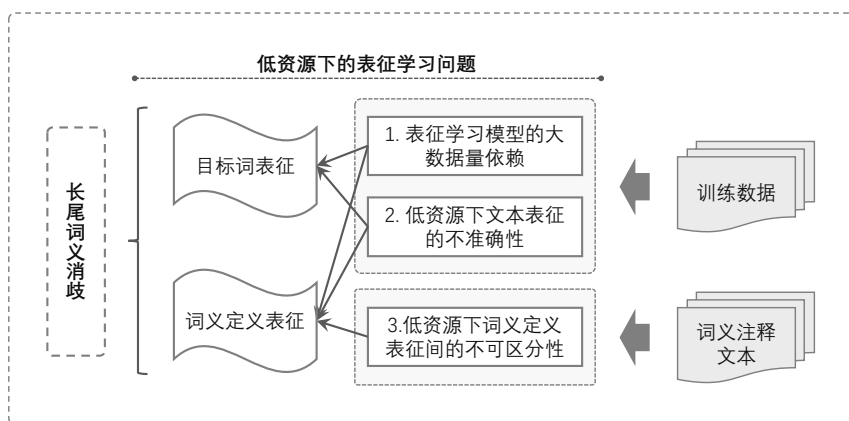 低资源下的表征学习问题
长尾词义消歧
目标词表征
词义定义表征
1. 表征学习模型的大
数据量依赖
2. 低资源下文本表征
的不准确性
3.低资源下词义定义
表征间的不可区分性
训练数据
词义注释
文本